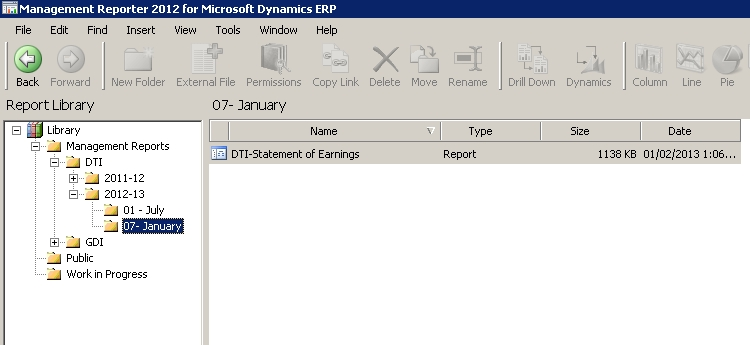 Management Reporter 2012 for Microsoft Dynamics ERP
File Edit Find Insert View Tools Window Help
Back Forward New Folder External File Permissions Copy Link Delete Move Rename Drill Down Dynamics Column Line Pie
Report Library 07- January
Name Type Size Date
DTI-Statement of Earnings Report 1138 KB 01/02/2013 1:06...
Library
Management Reports
DTI
2011-12
2012-13
01 - July
07- January
GDI
Public
Work in Progress